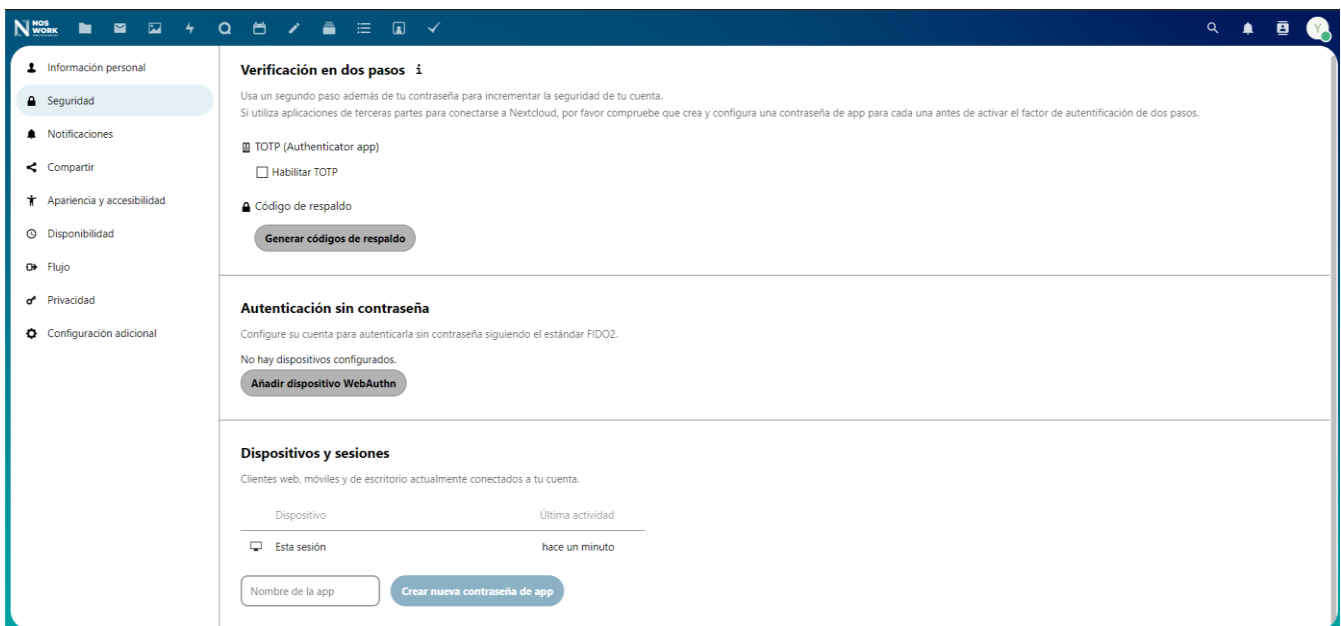 NOS
WORK
Y
Información personal
Seguridad
Notificaciones
Compartir
Apariencia y accesibilidad
Disponibilidad
Flujo
Privacidad
Configuración adicional
Verificación en dos pasos i
Usa un segundo paso además de tu contraseña para incrementar la seguridad de tu cuenta.
Si utiliza aplicaciones de terceras partes para conectarse a Nextcloud, por favor compruebe que crea y configura una contraseña de app para cada una antes de activar el factor de autentificación de dos pasos.
TOTP (Authenticator app)
Habilitar TOTP
Código de respaldo
Generar códigos de respaldo
Autenticación sin contraseña
Configure su cuenta para autenticarla sin contraseña siguiendo el estándar FIDO2.
No hay dispositivos configurados.
Añadir dispositivo WebAuthn
Dispositivos y sesiones
Clientes web, móviles y de escritorio actualmente conectados a tu cuenta.
Dispositivo Última actividad
Esta sesión hace un minuto
Nombre de la app Crear nueva contraseña de app